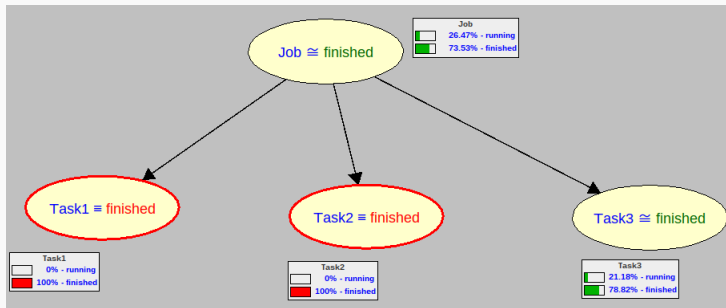 Job
26.47% - running
73.53% - finished
Job ≅ finished
Task1 ≡ finished
Task2 ≡ finished
Task3 ≅ finished
Task1
0% - running
100% - finished
Task2
0% - running
100% - finished
Task3
21.18% - running
78.82% - finished